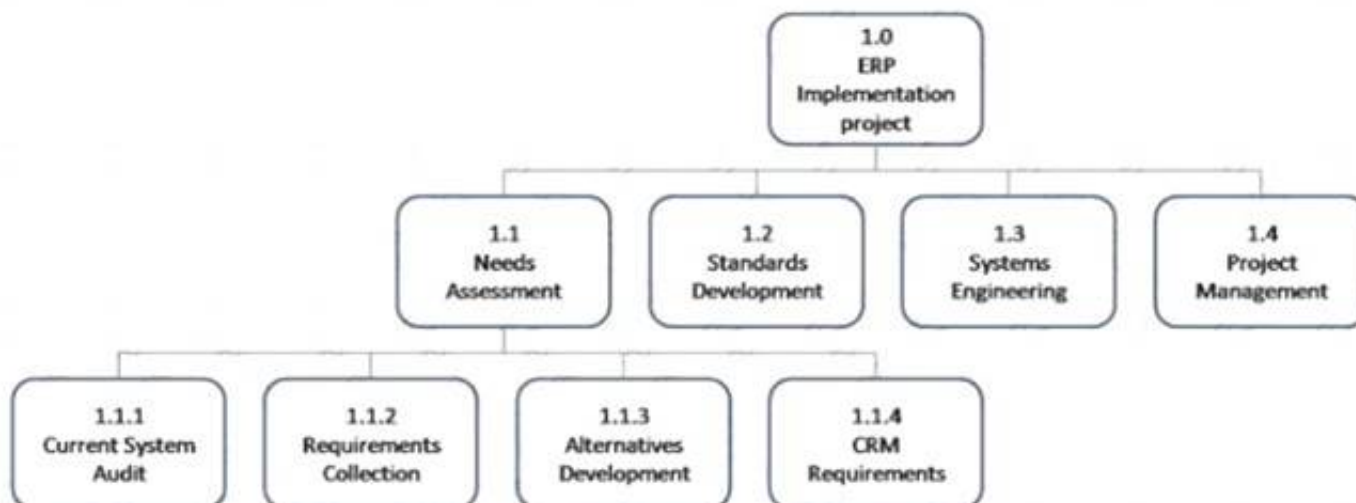 1.0
ERP
Implementation
project
1.1
Needs
Assessment
1.2
Standards
Development
1.3
Systems
Engineering
1.4
Project
Management
1.1.1
Current System
Audit
1.1.2
Requirements
Collection
1.1.3
Alternatives
Development
1.1.4
CRM
Requirements